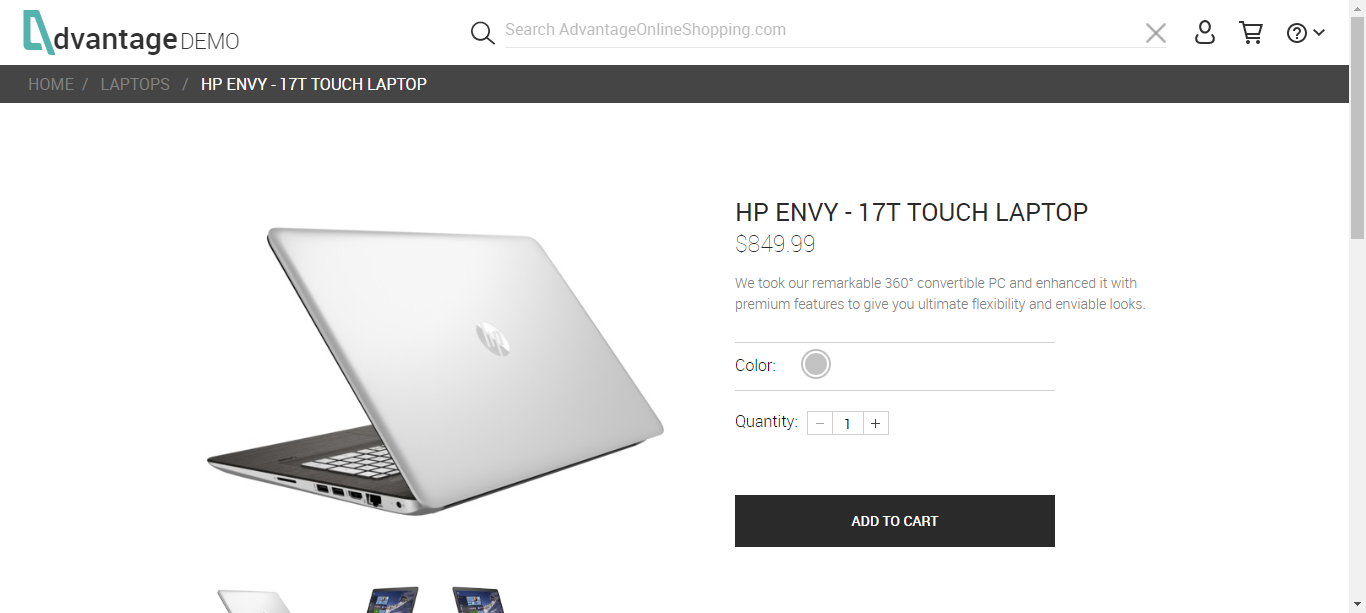 Advantage DEMO
Search AdvantageOnlineShopping.com
HOME / LAPTOPS / HP ENVY - 17T TOUCH LAPTOP
HP ENVY - 17T TOUCH LAPTOP
$849.99
We took our remarkable 360° convertible PC and enhanced it with
premium features to give you ultimate flexibility and enviable looks.
Color:
Quantity: − 1 +
ADD TO CART
hp